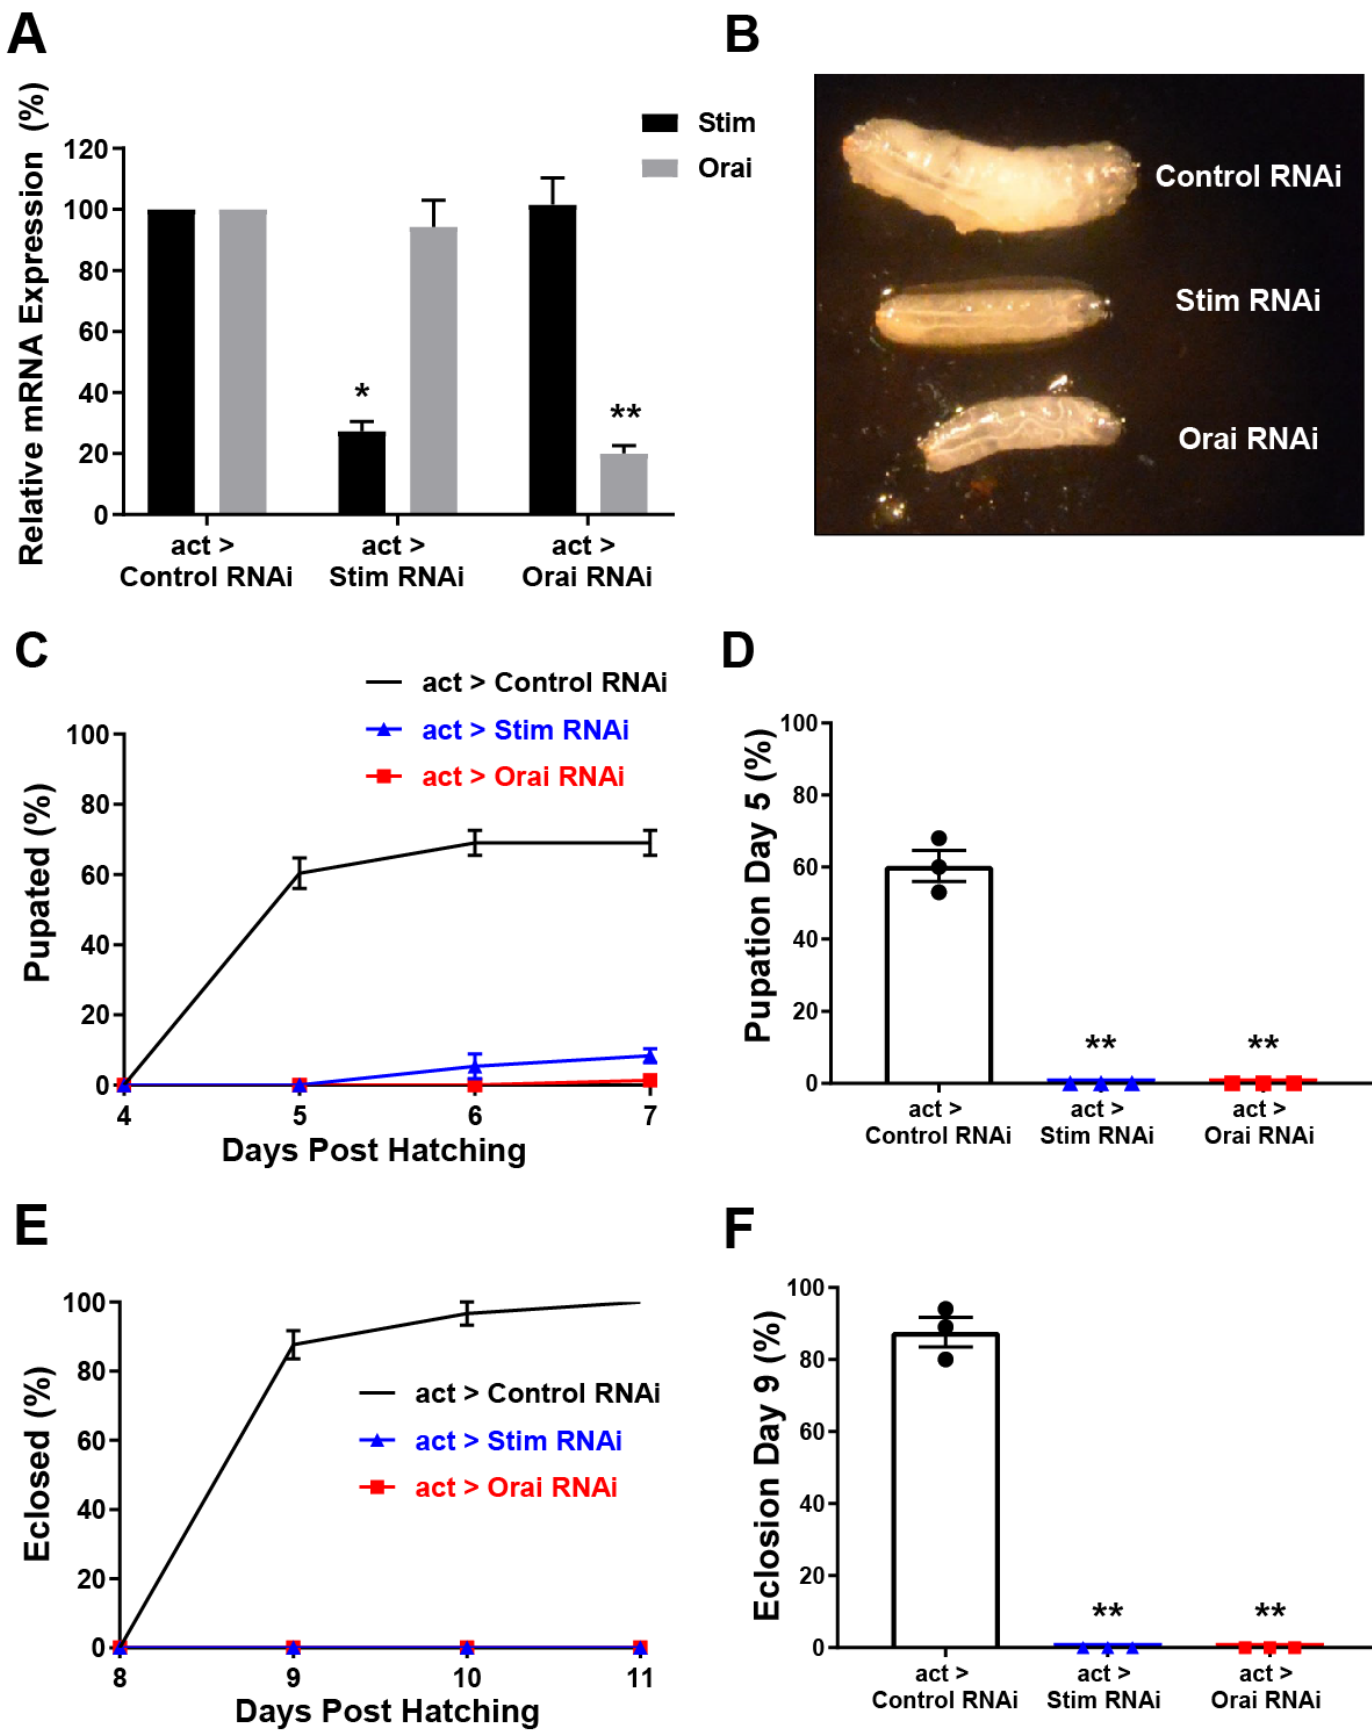 A
Relative mRNA Expression (%)
120
100
80
60
40
20
0
Stim
Orai
*
**
act >
Control RNAi
act >
Stim RNAi
act >
Orai RNAi
B
Control RNAi
Stim RNAi
Orai RNAi
C
act > Control RNAi
act > Stim RNAi
act > Orai RNAi
Pupated (%)
100
80
60
40
20
0
4
5
6
7
Days Post Hatching
D
Pupation Day 5 (%)
100
80
60
40
20
0
**
**
act >
Control RNAi
act >
Stim RNAi
act >
Orai RNAi
E
Eclosed (%)
100
80
60
40
20
0
act > Control RNAi
act > Stim RNAi
act > Orai RNAi
8
9
10
11
Days Post Hatching
F
Eclosion Day 9 (%)
100
80
60
40
20
0
**
**
act >
Control RNAi
act >
Stim RNAi
act >
Orai RNAi